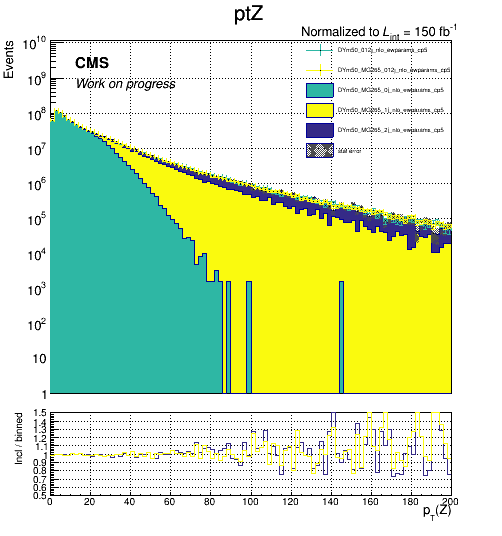 ptZ
Normalized to L_int = 150 fb^-1
Events
CMS
Work on progress
DYm50_012j_nlo_ewparams_cp5
DYm50_MG265_012j_nlo_ewparams_cp5
DYm50_MG265_0j_nlo_ewparams_cp5
DYm50_MG265_1j_nlo_ewparams_cp5
DYm50_MG265_2j_nlo_ewparams_cp5
stat error
10^10
10^9
10^8
10^7
10^6
10^5
10^4
10^3
10^2
10
1
Incl / binned
1.5
1.4
1.3
1.2
1.1
1
0.9
0.8
0.7
0.6
0.5
0 20 40 60 80 100 120 140 160 180 200
p_T(Z)